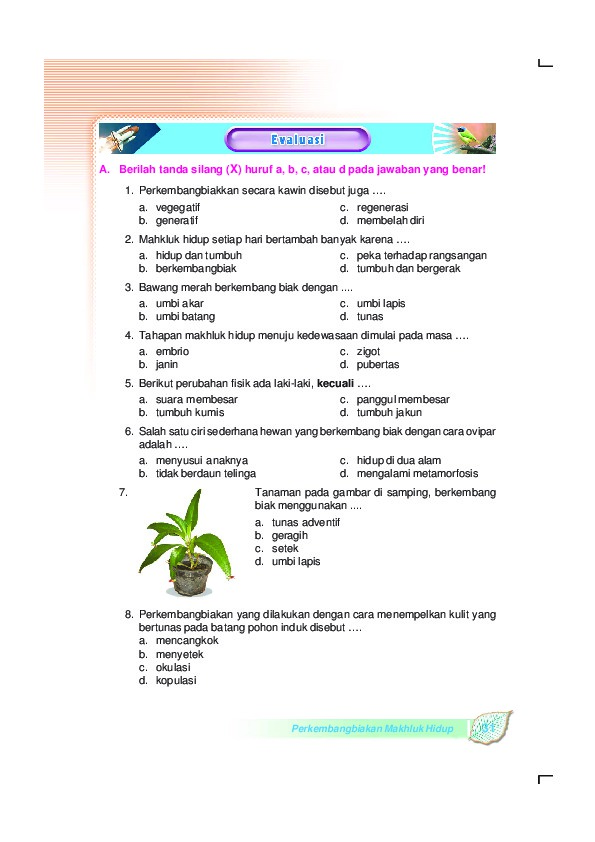 Evaluasi
A. Berilah tanda silang (X) huruf a, b, c, atau d pada jawaban yang benar!
1. Perkembangbiakkan secara kawin disebut juga ….
a. vegegatif
b. generatif
c. regenerasi
d. membelah diri
2. Mahkluk hidup setiap hari bertambah banyak karena ….
a. hidup dan tumbuh
b. berkembangbiak
c. peka terhadap rangsangan
d. tumbuh dan bergerak
3. Bawang merah berkembang biak dengan ....
a. umbi akar
b. umbi batang
c. umbi lapis
d. tunas
4. Tahapan makhluk hidup menuju kedewasaan dimulai pada masa ….
a. embrio
b. janin
c. zigot
d. pubertas
5. Berikut perubahan fisik ada laki-laki, kecuali ….
a. suara membesar
b. tumbuh kumis
c. panggul membesar
d. tumbuh jakun
6. Salah satu ciri sederhana hewan yang berkembang biak dengan cara ovipar
adalah ….
a. menyusui anaknya
b. tidak berdaun telinga
c. hidup di dua alam
d. mengalami metamorfosis
7. Tanaman pada gambar di samping, berkembang
biak menggunakan ....
a. tunas adventif
b. geragih
c. setek
d. umbi lapis
8. Perkembangbiakan yang dilakukan dengan cara menempelkan kulit yang
bertunas pada batang pohon induk disebut ….
a. mencangkok
b. menyetek
c. okulasi
d. kopulasi
Perkembangbiakan Makhluk Hidup